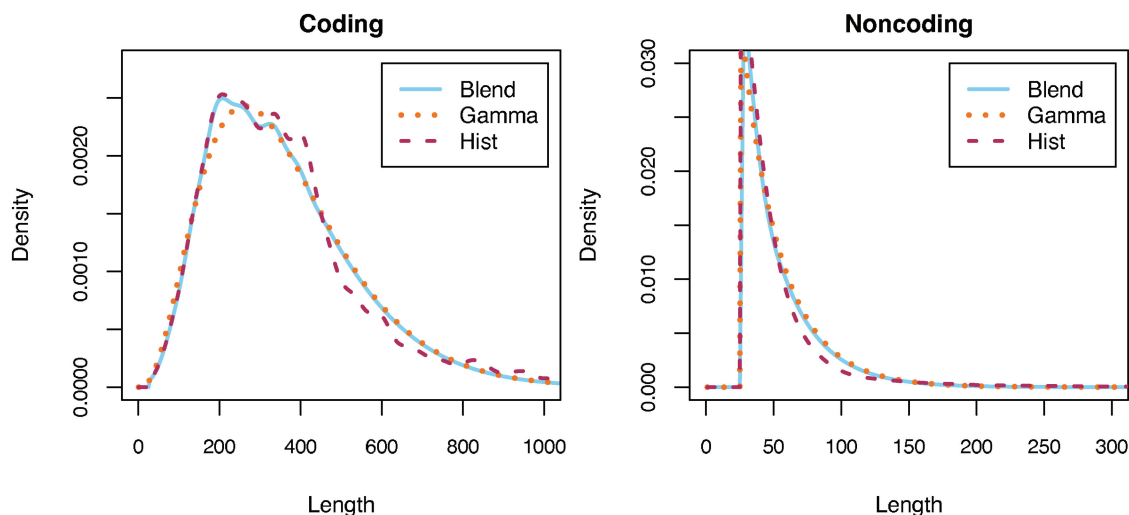 Coding
Blend
Gamma
Hist
Density
0.0000
0.0010
0.0020
0
200
400
600
800
1000
Length
Noncoding
Blend
Gamma
Hist
Density
0.000
0.010
0.020
0.030
0
50
100
150
200
250
300
Length